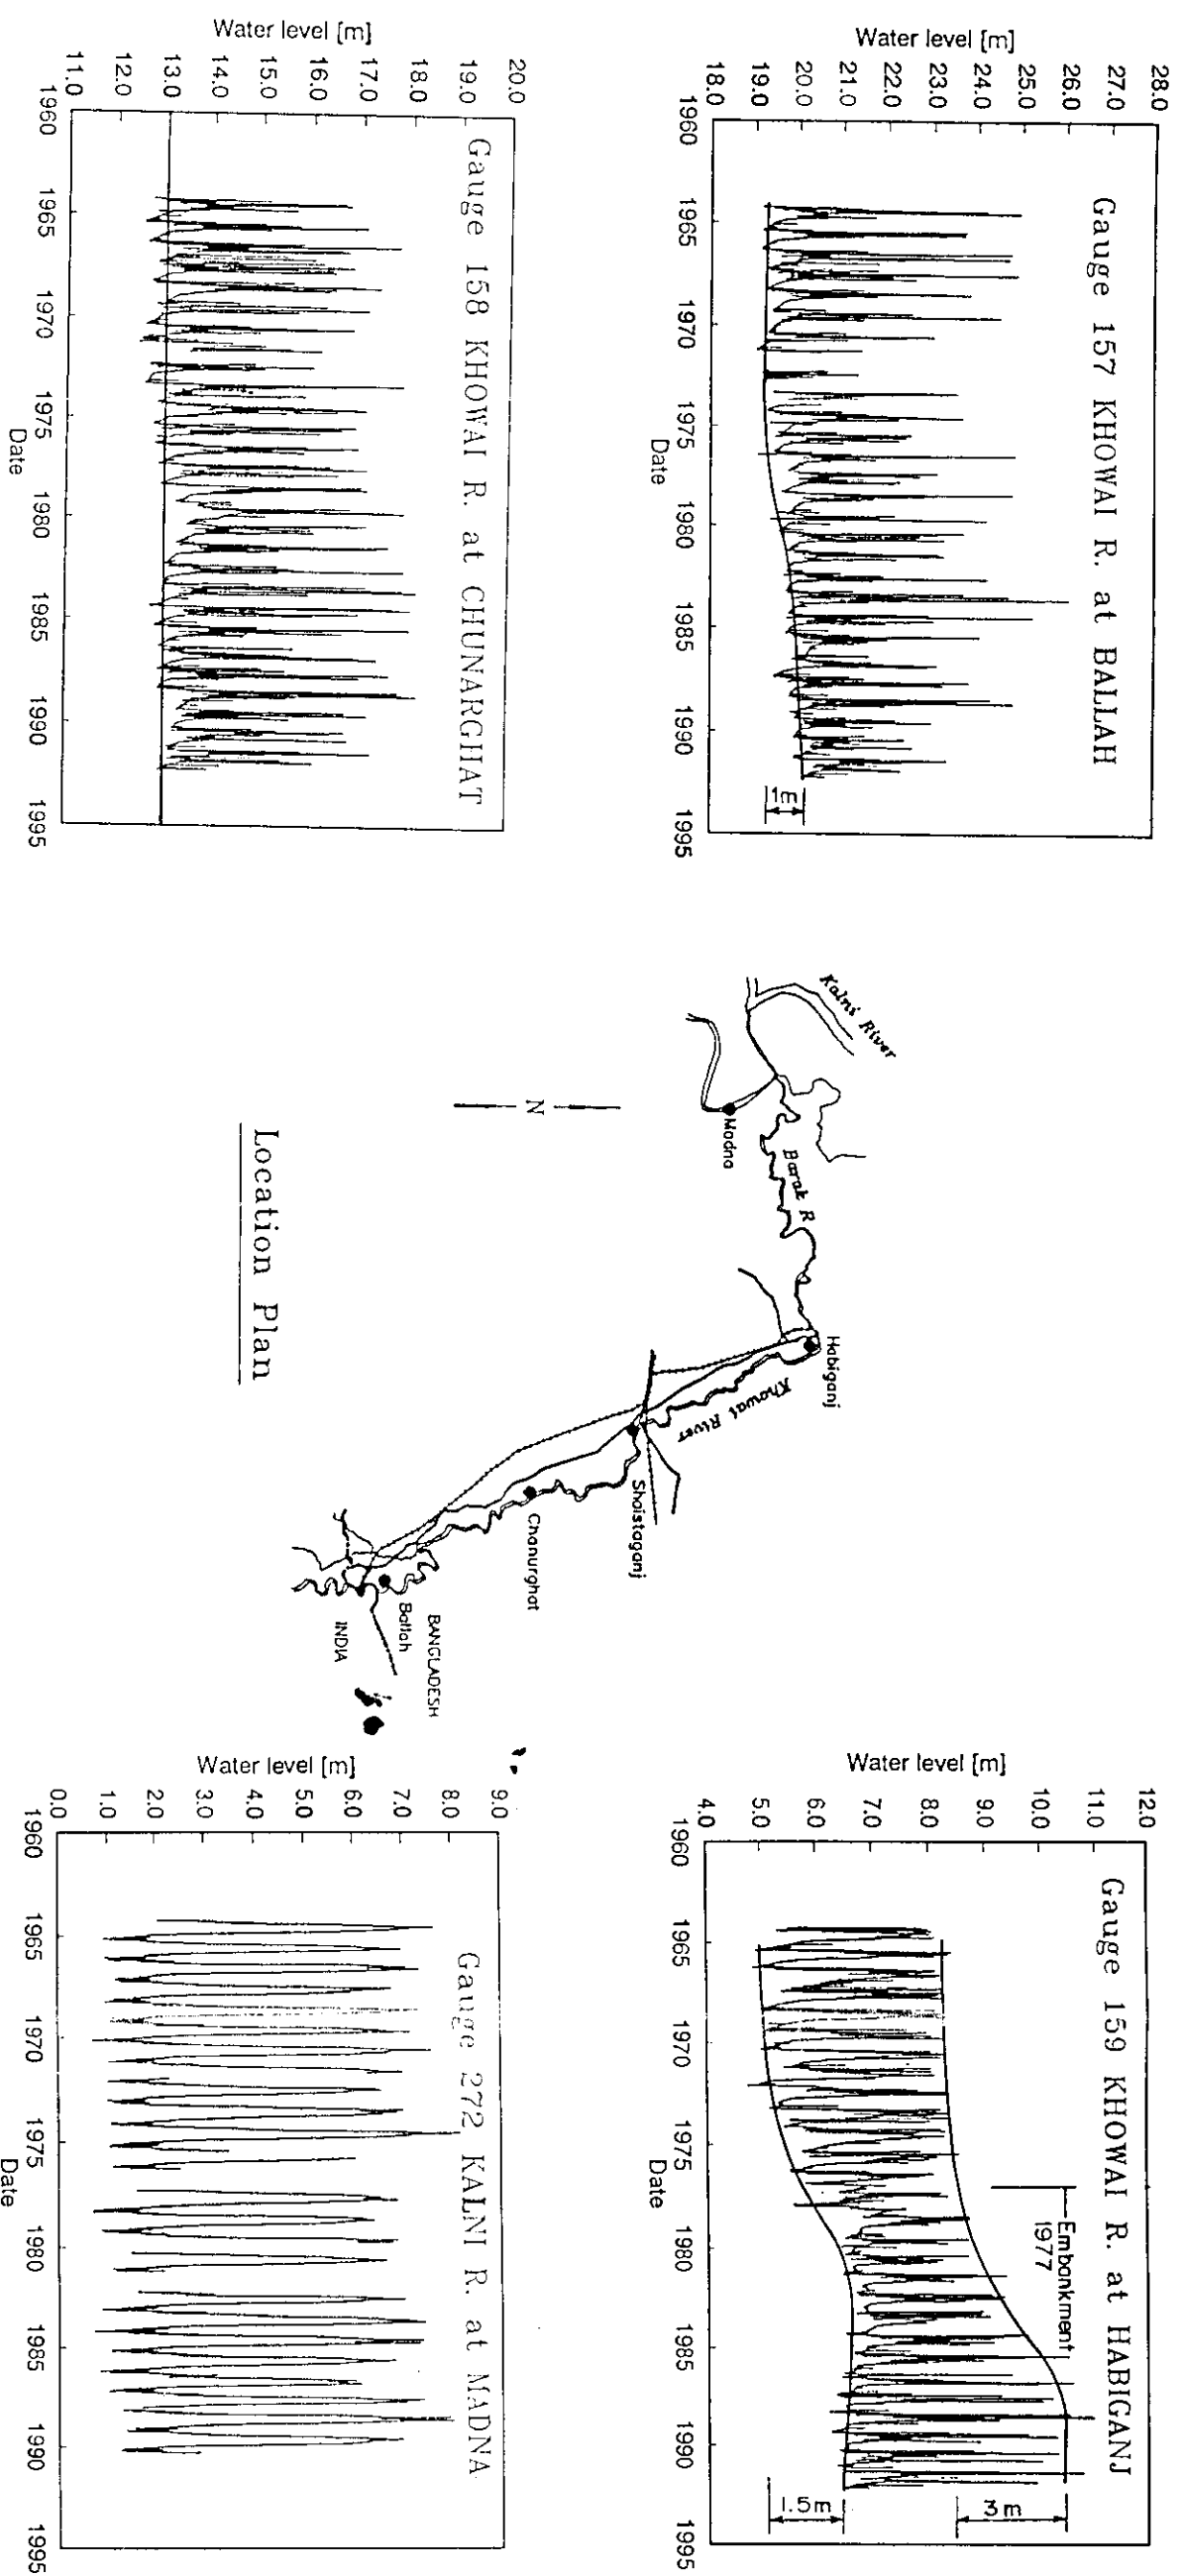 Gauge 157 KHOWAI R. at BALLAH
Water level [m]
28.0
27.0
26.0
25.0
24.0
23.0
22.0
21.0
20.0
19.0
18.0
1m
1960 1965 1970 1975 1980 1985 1990 1995
Date
Gauge 158 KHOWAI R. at CHUNARGHAT
Water level [m]
20.0
19.0
18.0
17.0
16.0
15.0
14.0
13.0
12.0
11.0
1960 1965 1970 1975 1980 1985 1990 1995
Date
Kalni River
Madna
Barak R
Habiganj
Khowai River
Shaistaganj
Chanurghat
BANGLADESH
Ballah
INDIA
N
Location Plan
Gauge 159 KHOWAI R. at HABIGANJ
Water level [m]
12.0
11.0
10.0
9.0
8.0
7.0
6.0
5.0
4.0
Embankment
1977
3m
1.5m
1960 1965 1970 1975 1980 1985 1990 1995
Date
Gauge 272 KALNI R. at MADNA
Water level [m]
9.0
8.0
7.0
6.0
5.0
4.0
3.0
2.0
1.0
0.0
1960 1965 1970 1975 1980 1985 1990 1995
Date